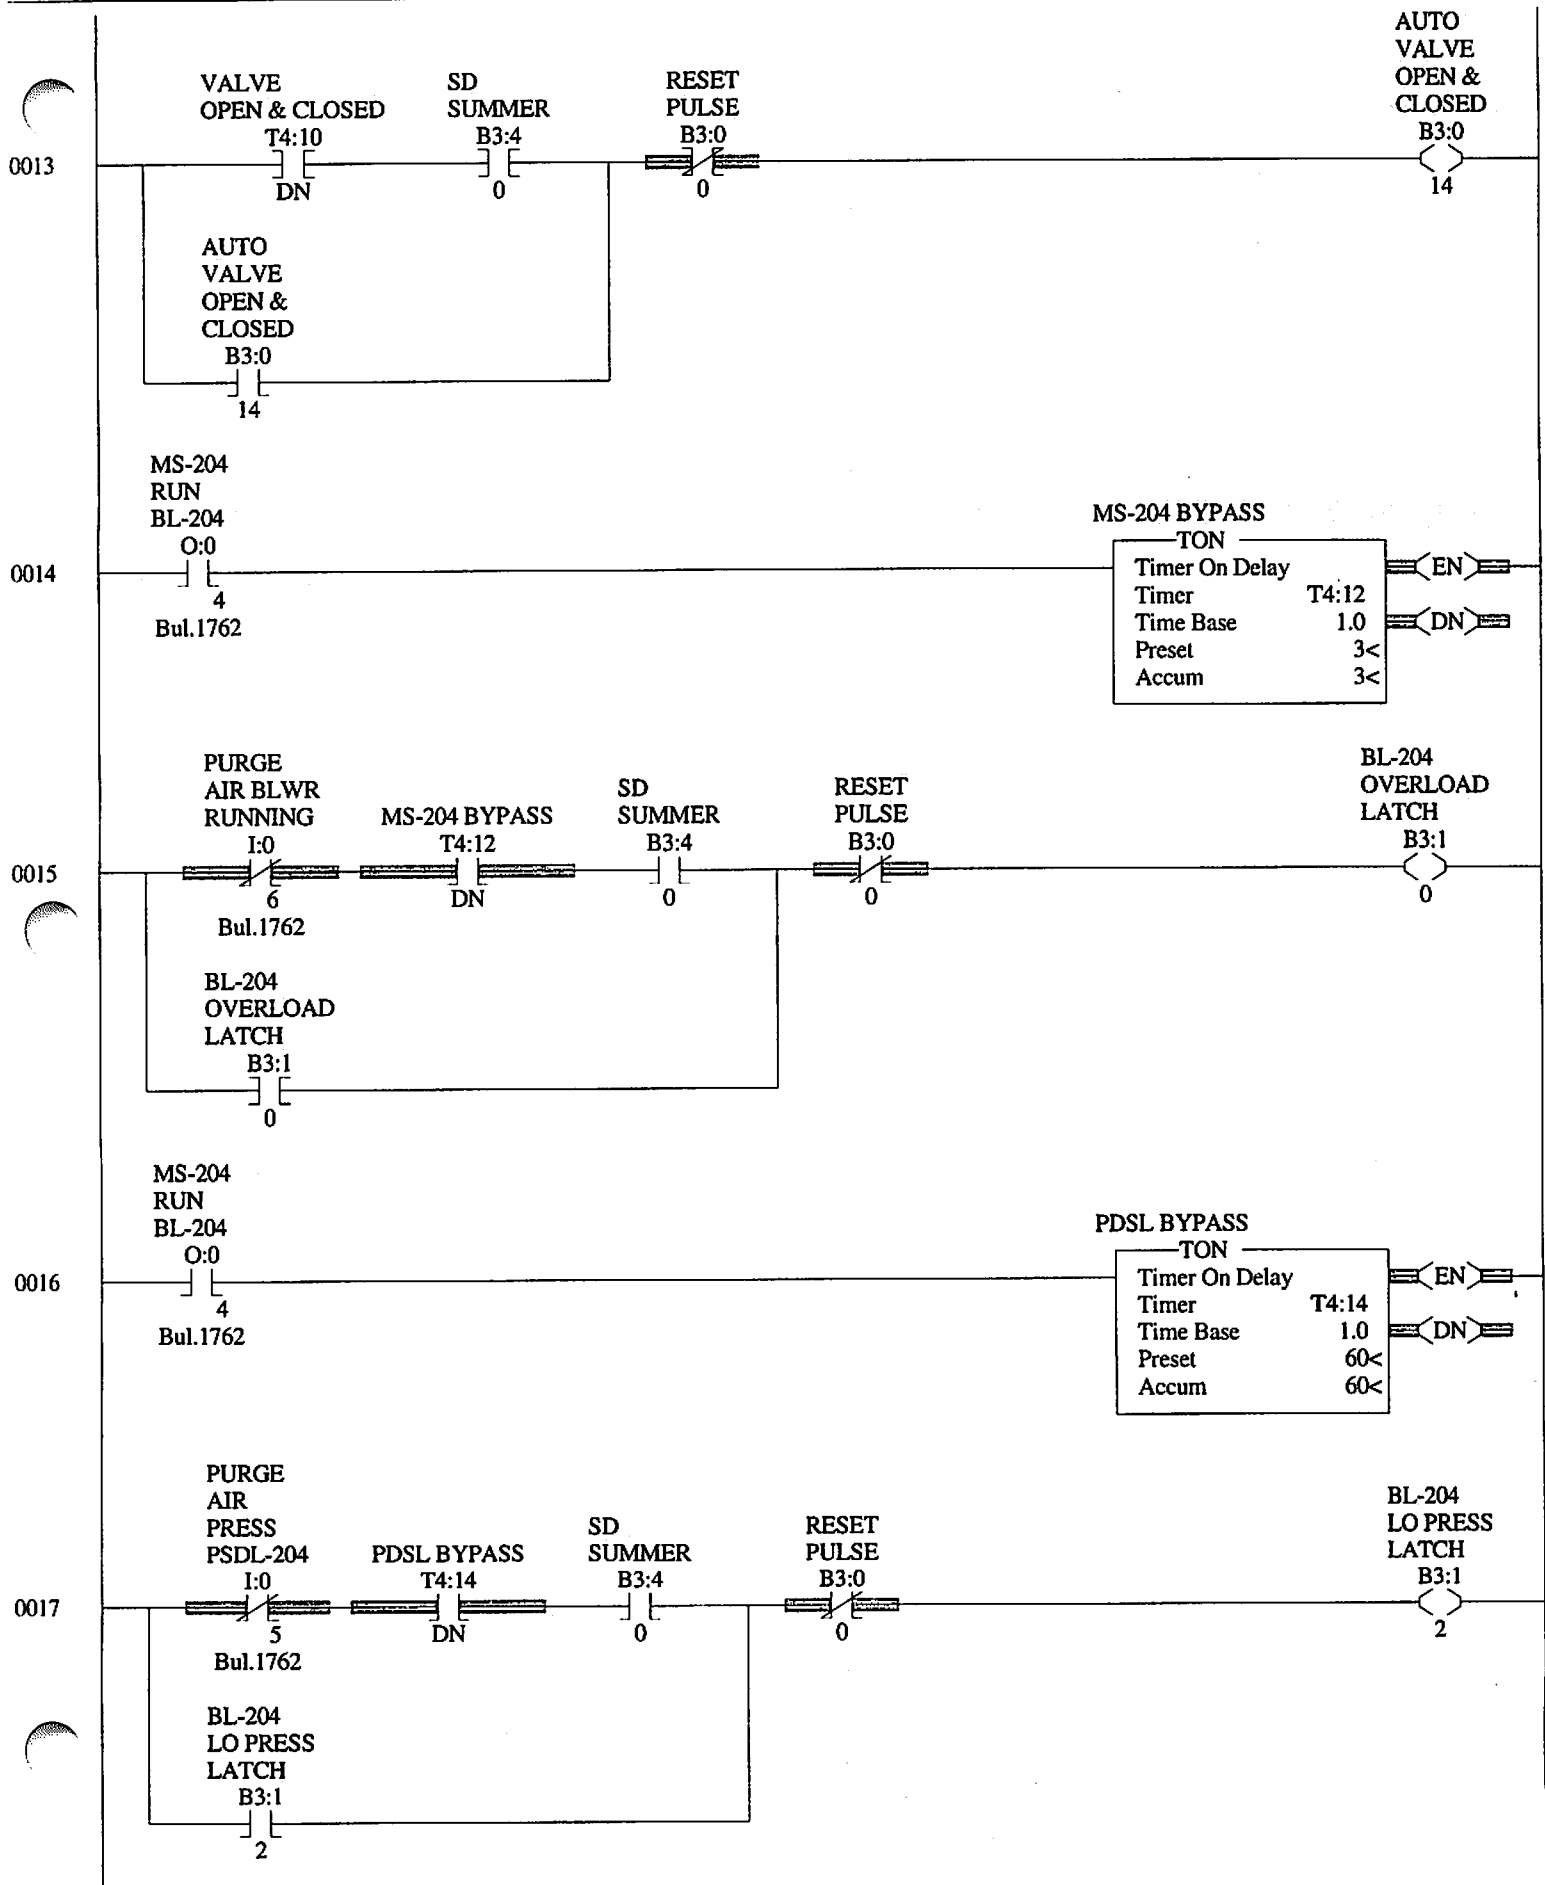 AUTO
VALVE
OPEN &
CLOSED
B3:0
14
VALVE
OPEN & CLOSED
T4:10
DN
SD
SUMMER
B3:4
0
RESET
PULSE
B3:0
0
0013
AUTO
VALVE
OPEN &
CLOSED
B3:0
14
MS-204
RUN
BL-204
O:0
4
Bul.1762
0014
MS-204 BYPASS
TON
Timer On Delay
Timer T4:12
Time Base 1.0
Preset 3<
Accum 3<
EN
DN
PURGE
AIR BLWR
RUNNING
I:0
6
Bul.1762
MS-204 BYPASS
T4:12
DN
SD
SUMMER
B3:4
0
RESET
PULSE
B3:0
0
BL-204
OVERLOAD
LATCH
B3:1
0
0015
BL-204
OVERLOAD
LATCH
B3:1
0
MS-204
RUN
BL-204
O:0
4
Bul.1762
0016
PDSL BYPASS
TON
Timer On Delay
Timer T4:14
Time Base 1.0
Preset 60<
Accum 60<
EN
DN
PURGE
AIR
PRESS
PSDL-204
I:0
5
Bul.1762
PDSL BYPASS
T4:14
DN
SD
SUMMER
B3:4
0
RESET
PULSE
B3:0
0
BL-204
LO PRESS
LATCH
B3:1
2
0017
BL-204
LO PRESS
LATCH
B3:1
2